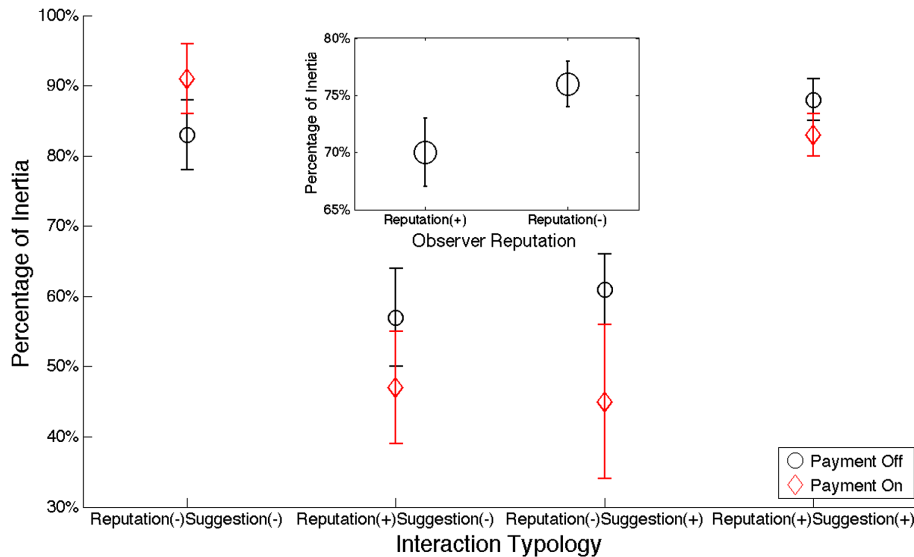 100%
90%
80%
70%
60%
50%
40%
30%
Percentage of Inertia
80%
75%
70%
65%
Percentage of Inertia
Reputation(+) Reputation(-)
Observer Reputation
Payment Off
Payment On
Reputation(-)Suggestion(-) Reputation(+)Suggestion(-) Reputation(-)Suggestion(+) Reputation(+)Suggestion(+)
Interaction Typology